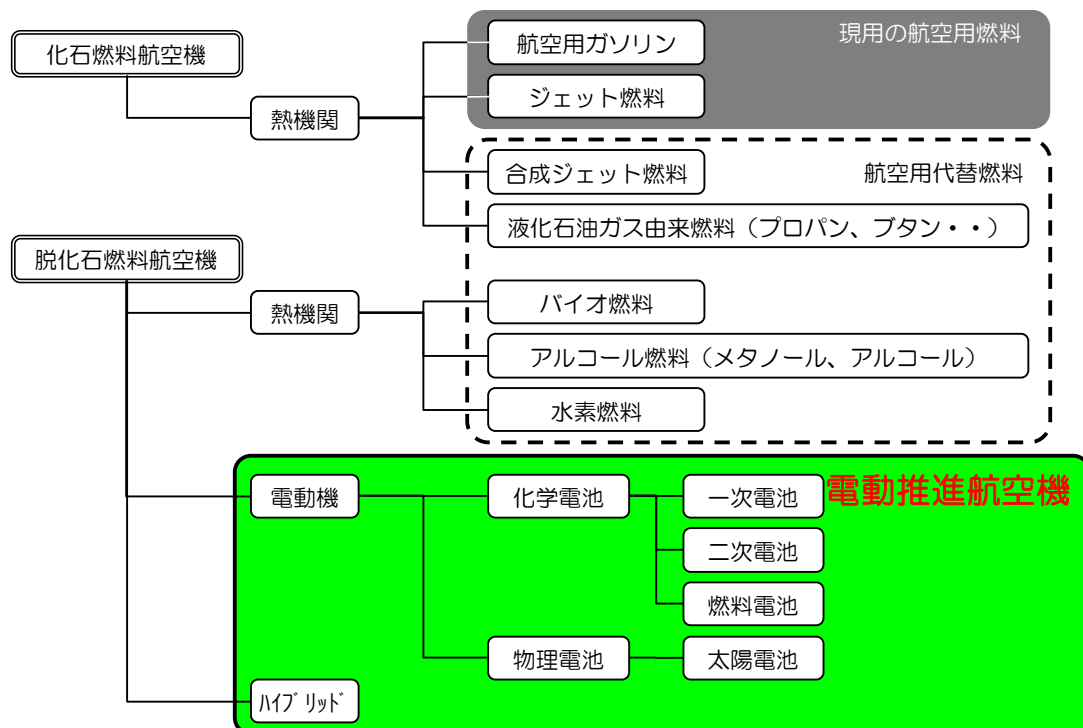 現用の航空用燃料
化石燃料航空機
航空用ガソリン
ジェット燃料
熱機関
合成ジェット燃料
航空用代替燃料
液化石油ガス由来燃料（プロパン、ブタン・・）
脱化石燃料航空機
熱機関
バイオ燃料
アルコール燃料（メタノール、アルコール）
水素燃料
電動機
化学電池
一次電池
電動推進航空機
二次電池
燃料電池
物理電池
太陽電池
ﾊｲﾌﾞﾘｯﾄﾞ